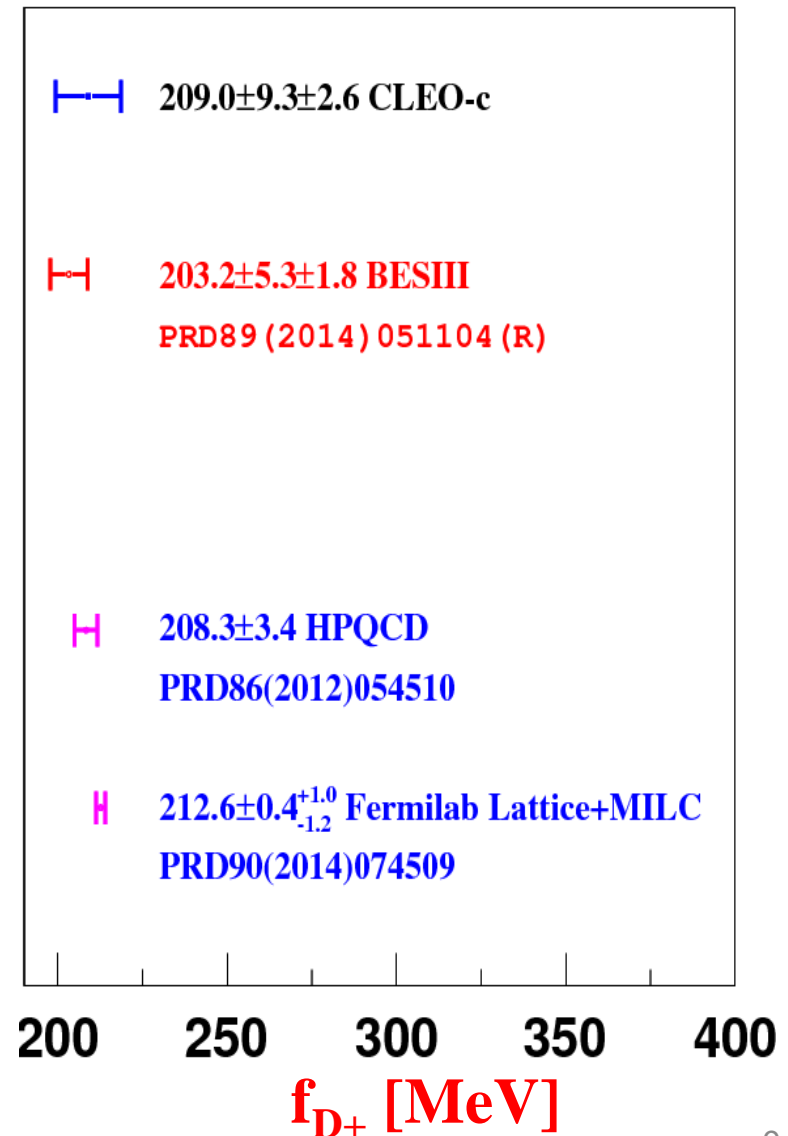 209.0±9.3±2.6 CLEO-c
203.2±5.3±1.8 BESIII
PRD89(2014)051104(R)
208.3±3.4 HPQCD
PRD86(2012)054510
212.6±0.4+1.0-1.2 Fermilab Lattice+MILC
PRD90(2014)074509
200 250 300 350 400
fD+ [MeV]